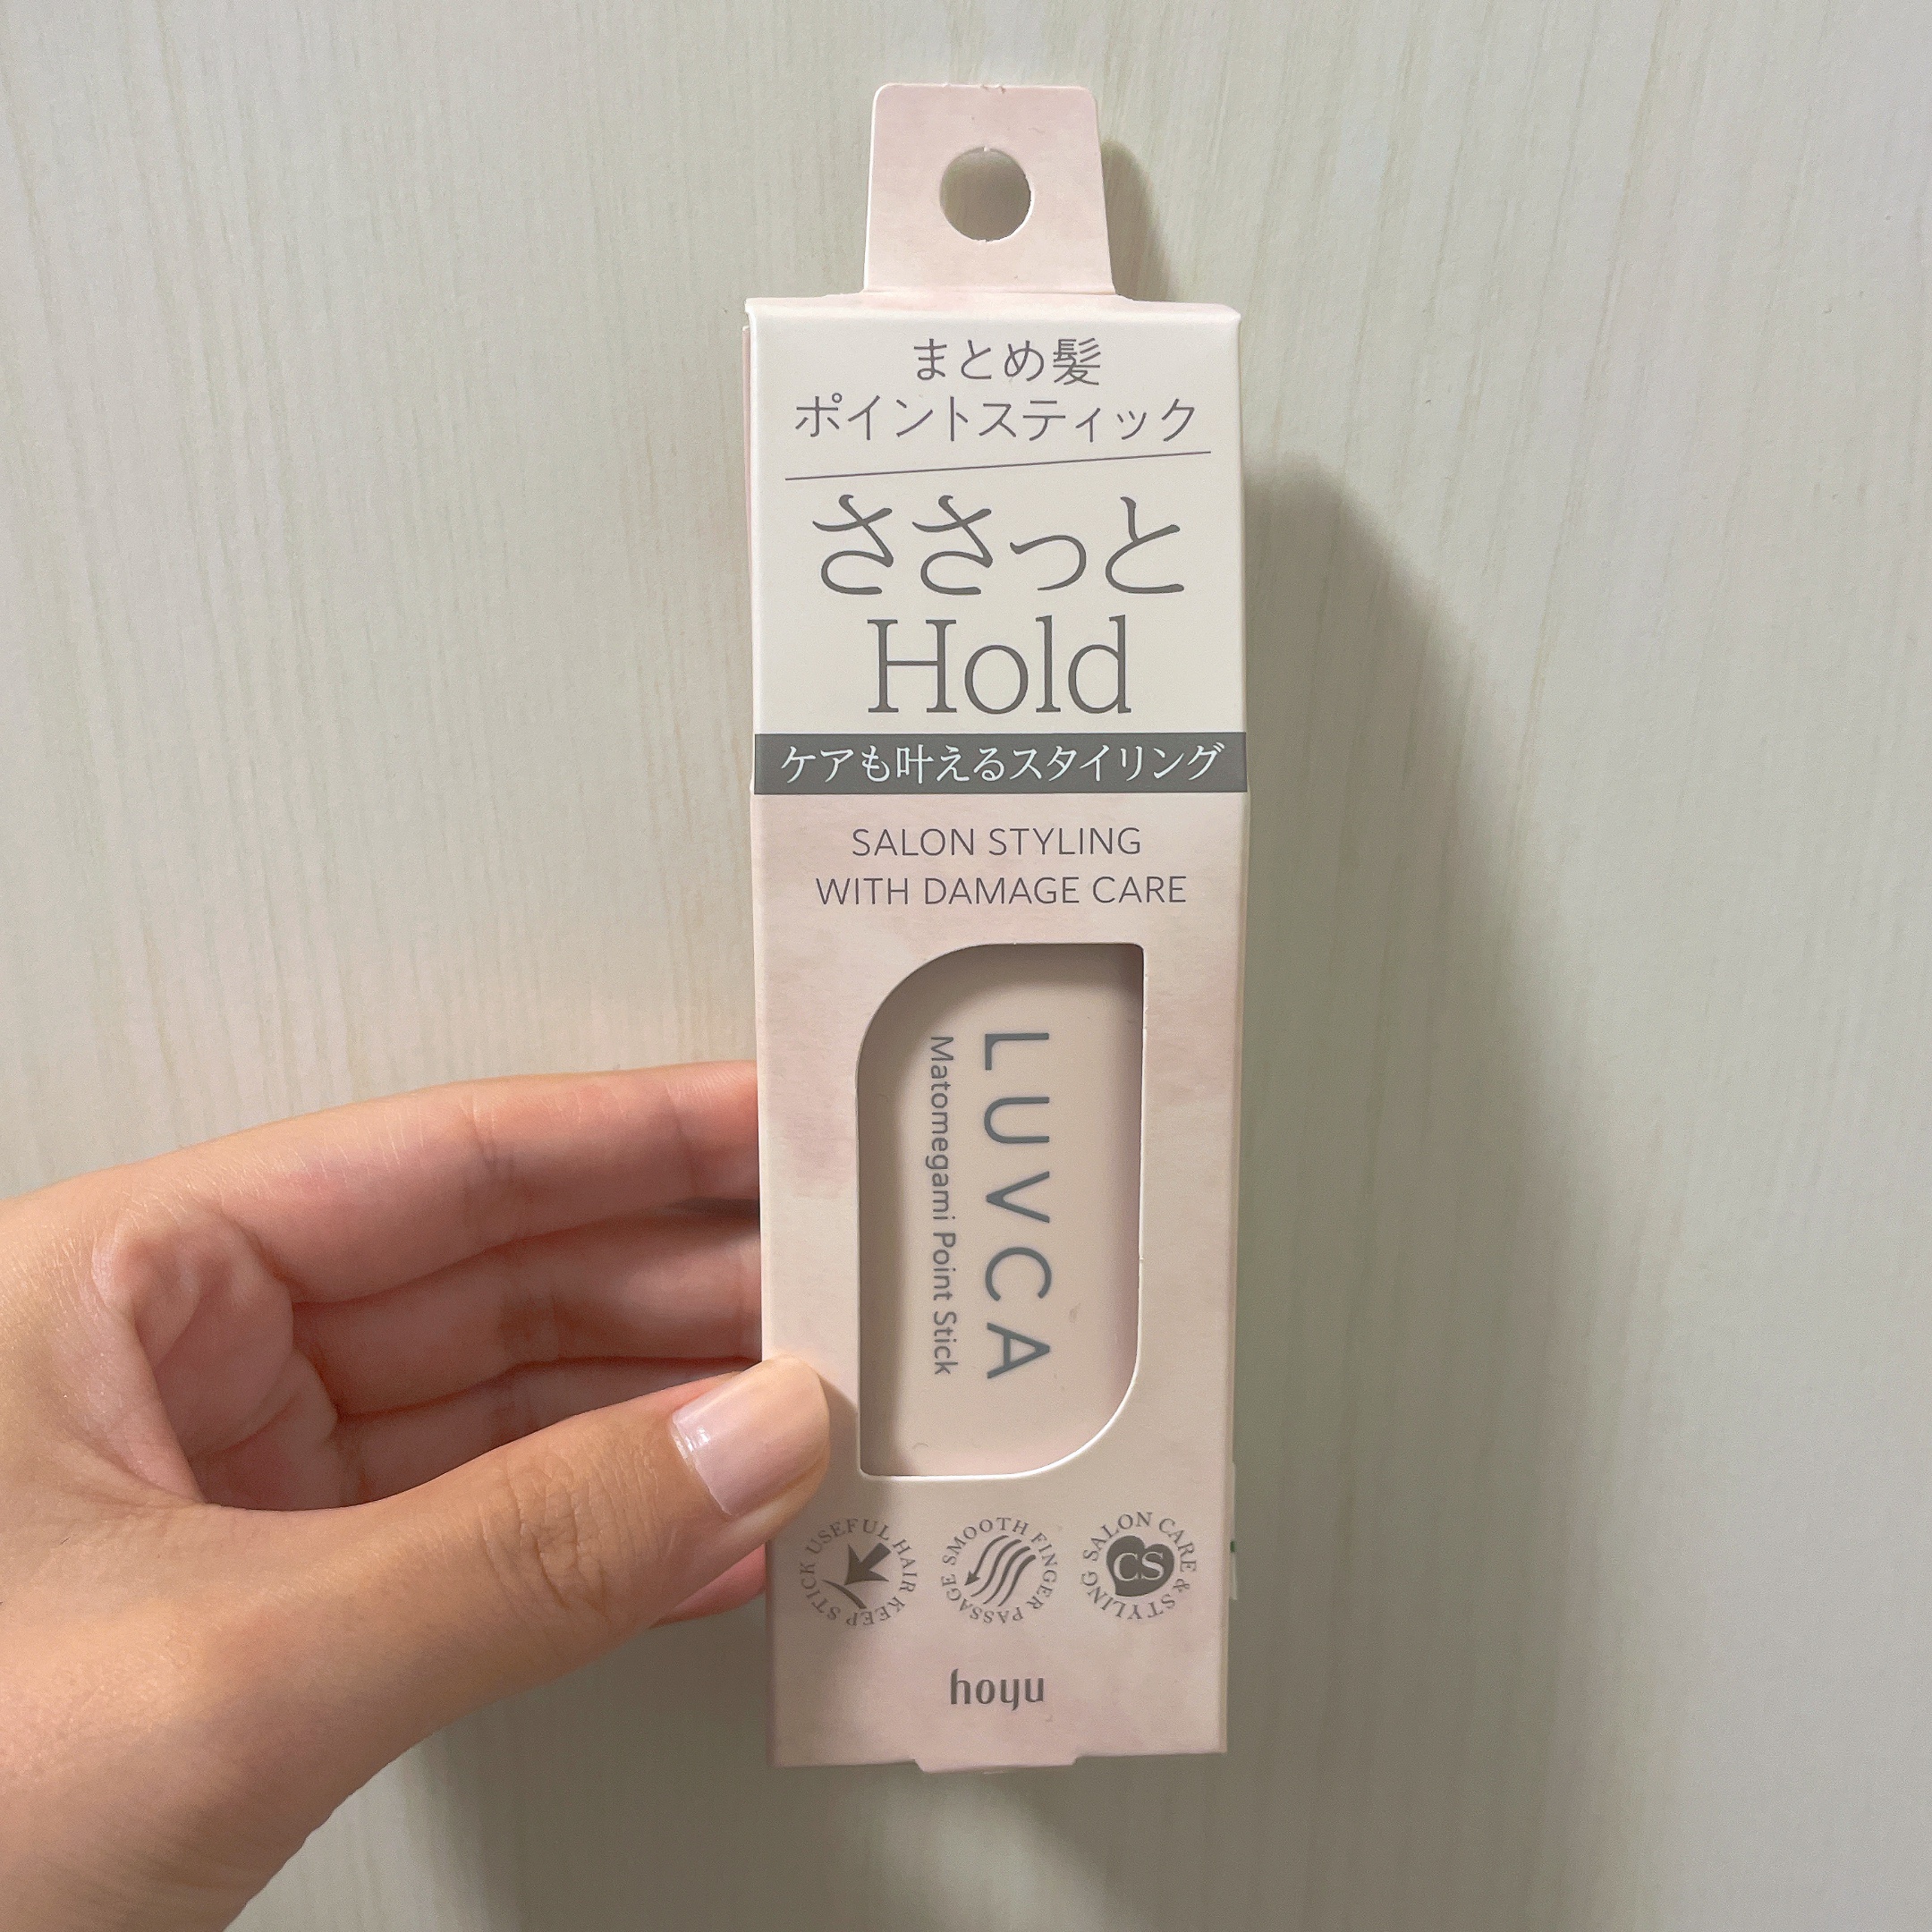 まとめ髪
ポイントスティック
ささっと
Hold
ケアも叶えるスタイリング
SALON STYLING
WITH DAMAGE CARE
LUVCA
Matomegami Point Stick
USEFUL HAIR KEEP STICK
SMOOTH FINGER PASSAGE
SALON CARE & STYLING
CS
hoyu